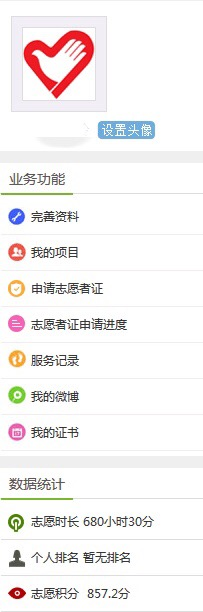 设置头像
业务功能
完善资料
我的项目
申请志愿者证
志愿者证申请进度
服务记录
我的微博
我的证书
数据统计
志愿时长 680小时30分
个人排名 暂无排名
志愿积分 857.2分